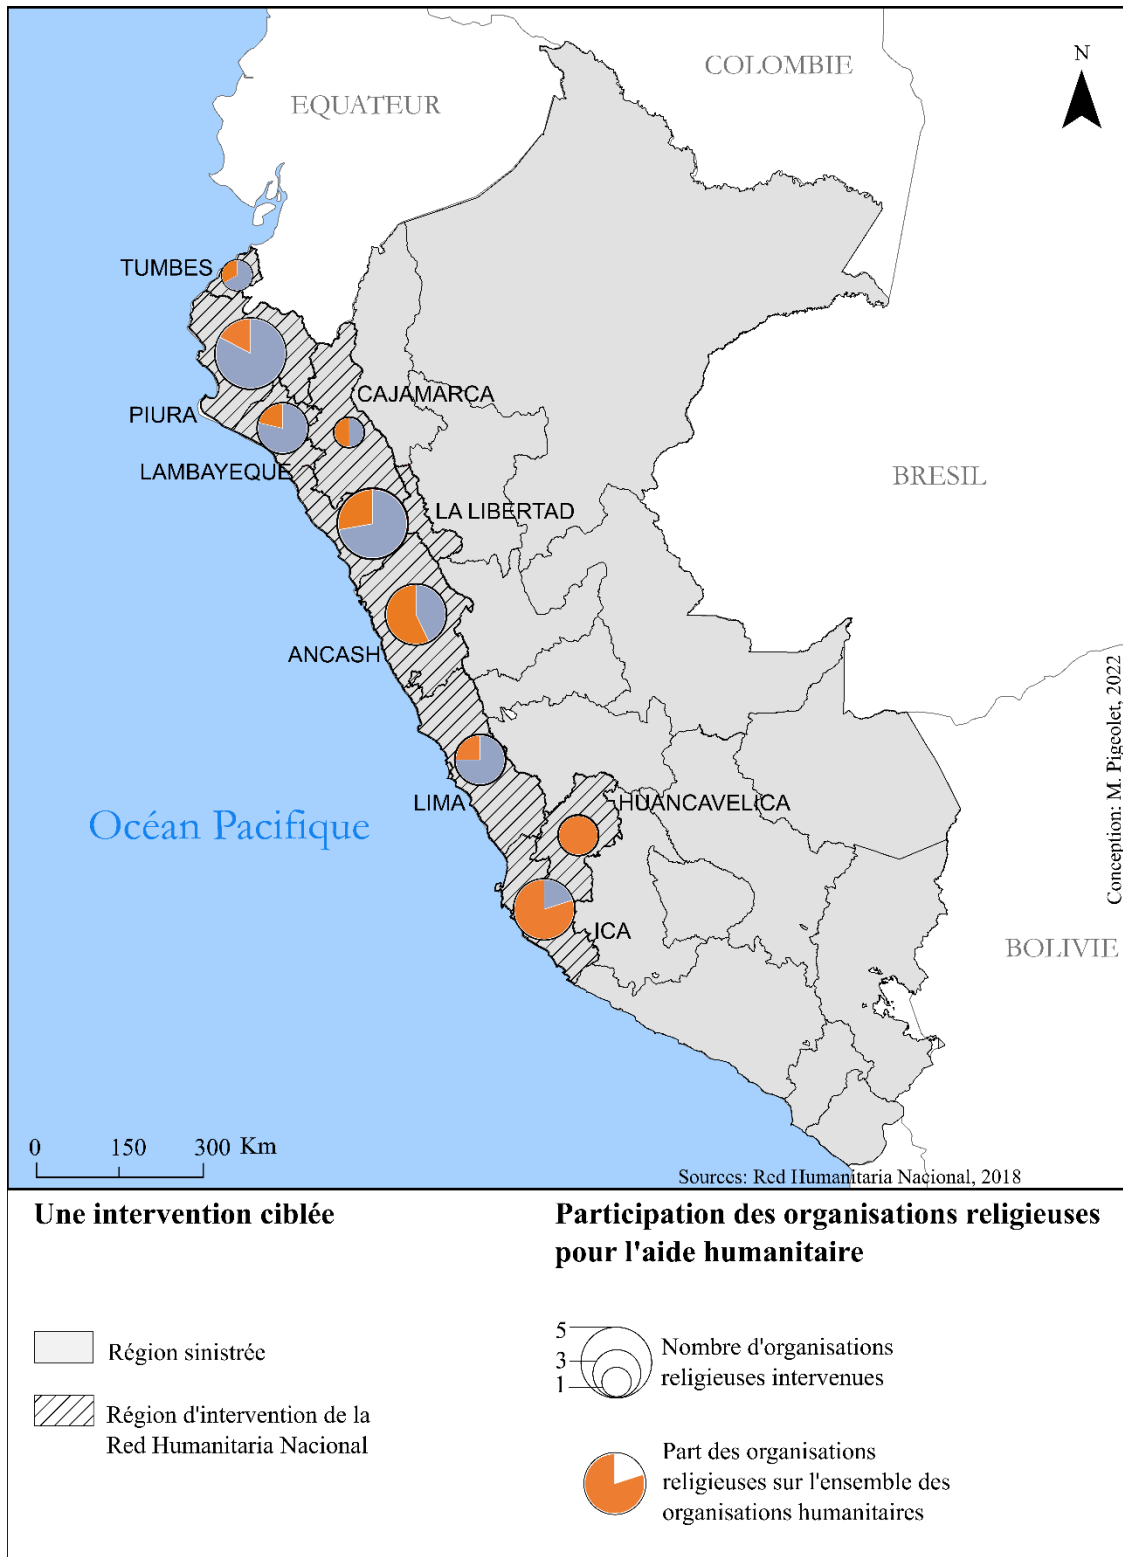 COLOMBIE
N
EQUATEUR
TUMBES
CAJAMARCA
PIURA
LAMBAYEQUE
BRESIL
LA LIBERTAD
ANCASH
Conception: M. Pigeolet, 2022
LIMA
HUANCAVELICA
Océan Pacifique
ICA
BOLIVIE
0 150 300 Km
Sources: Red Humanitaria Nacional, 2018
Une intervention ciblée
Région sinistrée
Région d'intervention de la
Red Humanitaria Nacional
Participation des organisations religieuses
pour l'aide humanitaire
5
3
1
Nombre d'organisations
religieuses intervenues
Part des organisations
religieuses sur l'ensemble des
organisations humanitaires